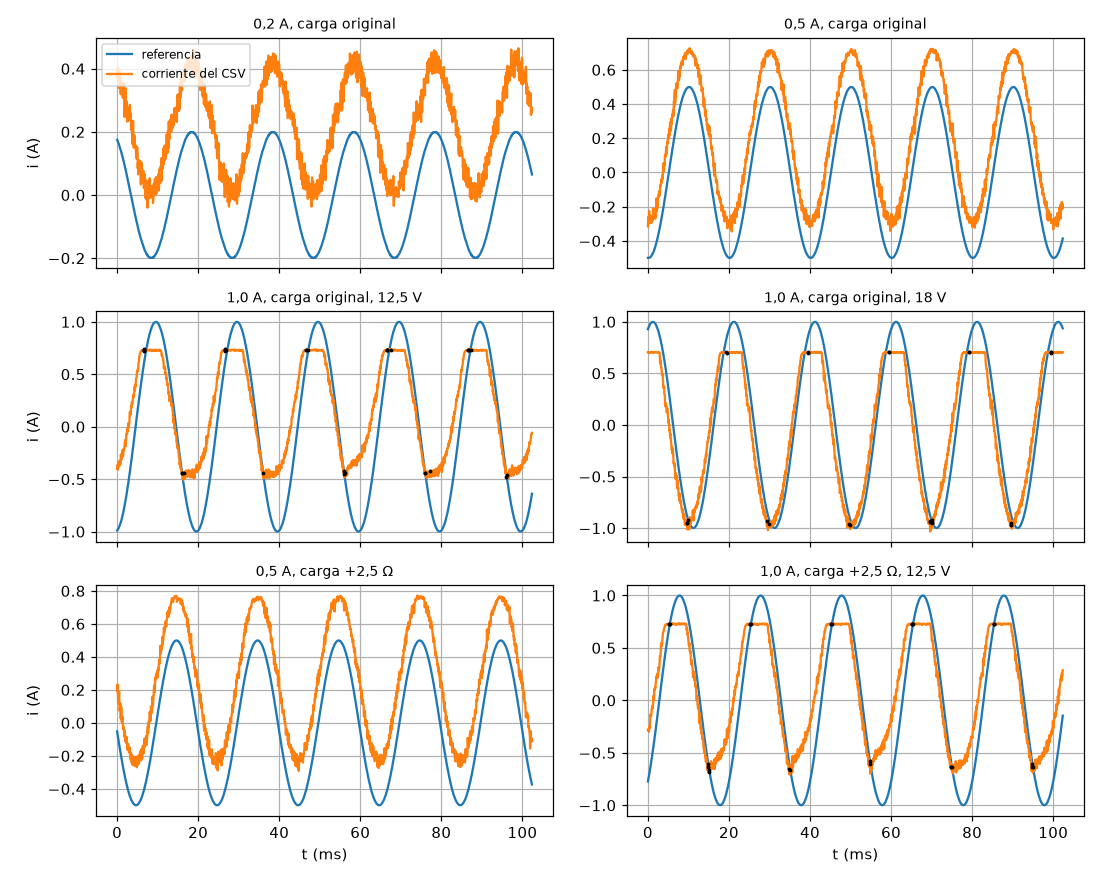 0,2 A, carga original
0,5 A, carga original
i (A)
0.4
0.2
0.0
−0.2
referencia
corriente del CSV
0.6
0.4
0.2
0.0
−0.2
−0.4
1,0 A, carga original, 12,5 V
1,0 A, carga original, 18 V
i (A)
1.0
0.5
0.0
−0.5
−1.0
1.0
0.5
0.0
−0.5
−1.0
0,5 A, carga +2,5 Ω
1,0 A, carga +2,5 Ω, 12,5 V
i (A)
0.8
0.6
0.4
0.2
0.0
−0.2
−0.4
1.0
0.5
0.0
−0.5
−1.0
0 20 40 60 80 100
0 20 40 60 80 100
t (ms)
t (ms)